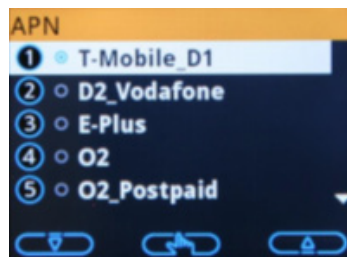 APN
1 T-Mobile_D1
2 D2_Vodafone
3 E-Plus
4 O2
5 O2_Postpaid